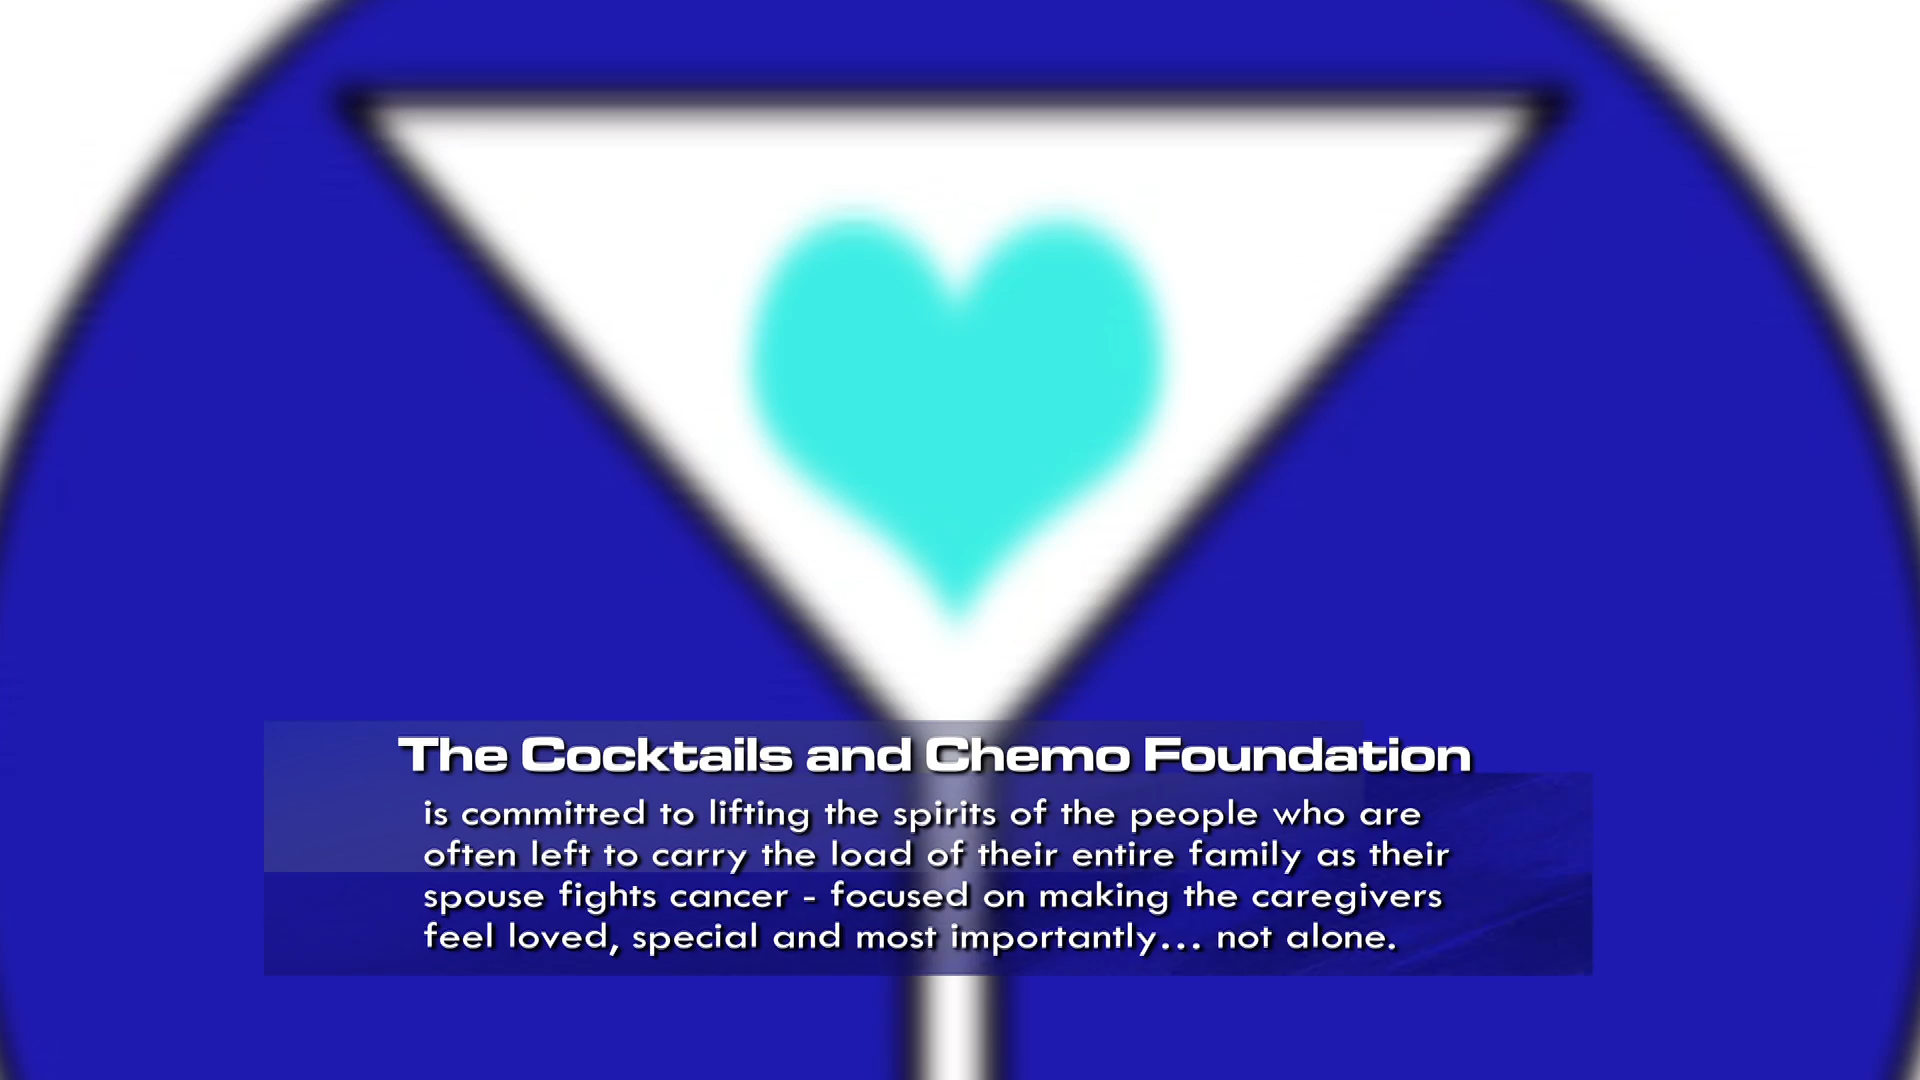 The Cocktails and Chemo Foundation
is committed to lifting the spirits of the people who are
often left to carry the load of their entire family as their
spouse fights cancer - focused on making the caregivers
feel loved, special and most importantly... not alone.